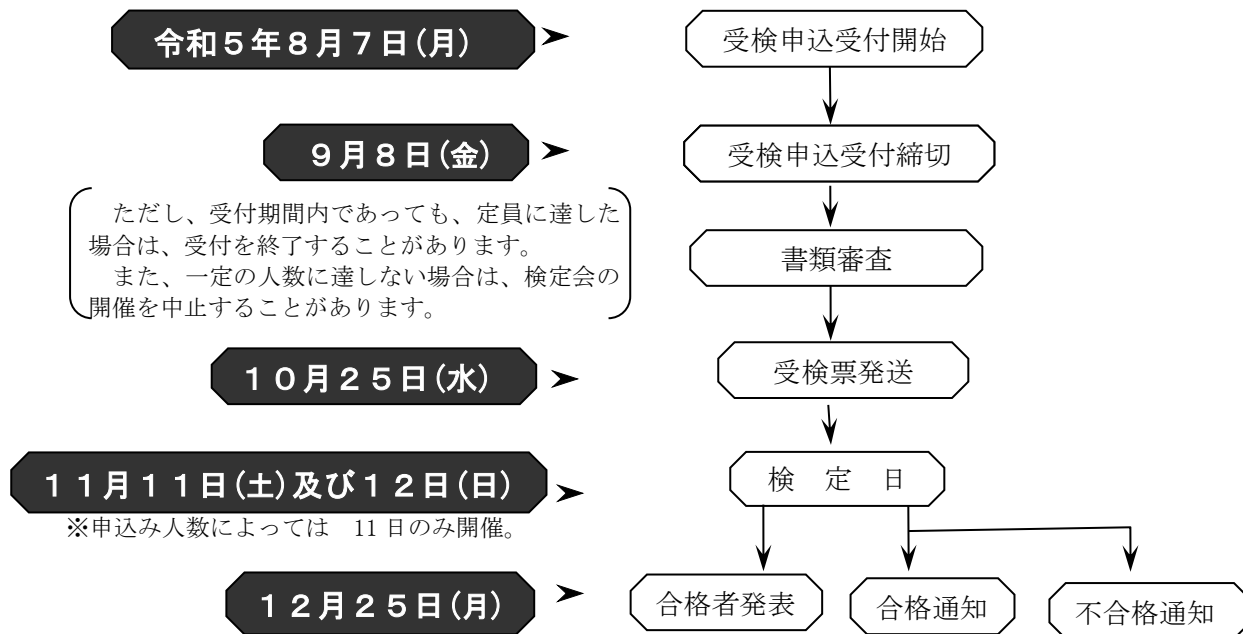 令和５年８月７日(月)
受検申込受付開始
９月８日(金)
受検申込受付締切
ただし、受付期間内であっても、定員に達した
場合は、受付を終了することがあります。
また、一定の人数に達しない場合は、検定会の
開催を中止することがあります。
書類審査
１０月２５日(水)
受検票発送
１１月１１日(土)及び１２日(日)
※申込み人数によっては　11 日のみ開催。
検　定　日
１２月２５日(月)
合格者発表
合格通知
不合格通知